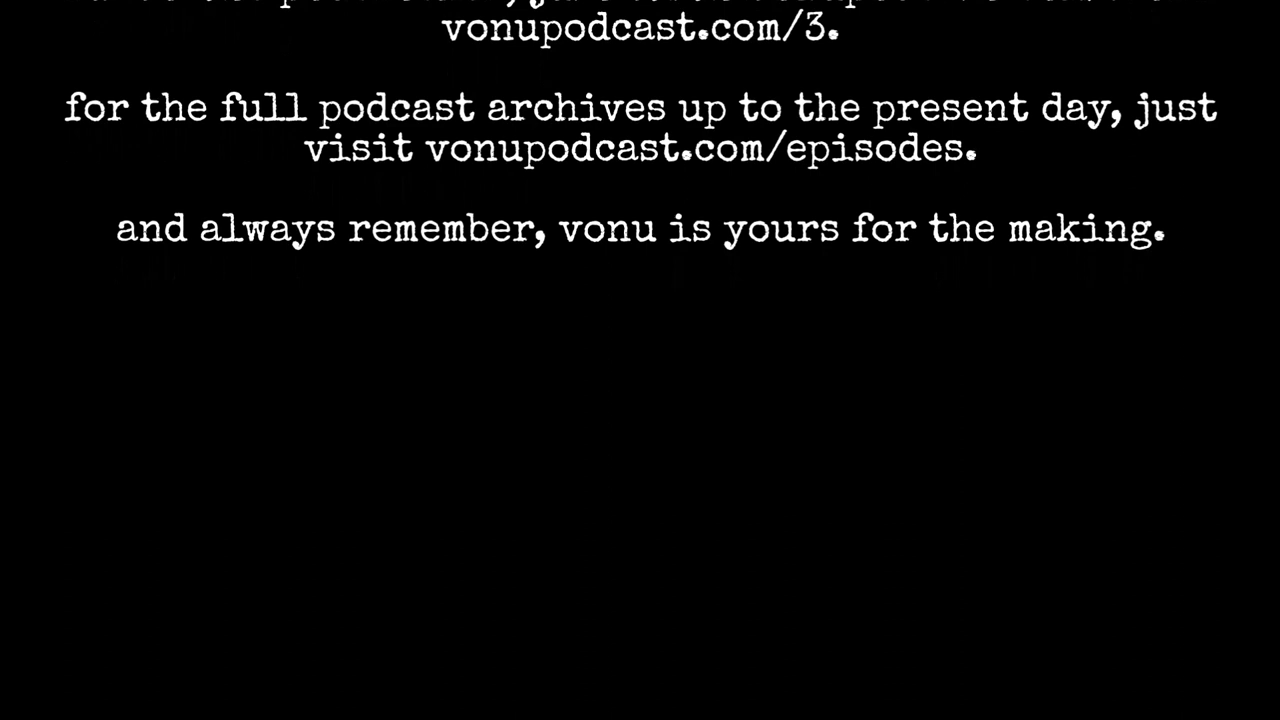 vonupodcast.com/3.
for the full podcast archives up to the present day, just
visit vonupodcast.com/episodes.
and always remember, vonu is yours for the making.